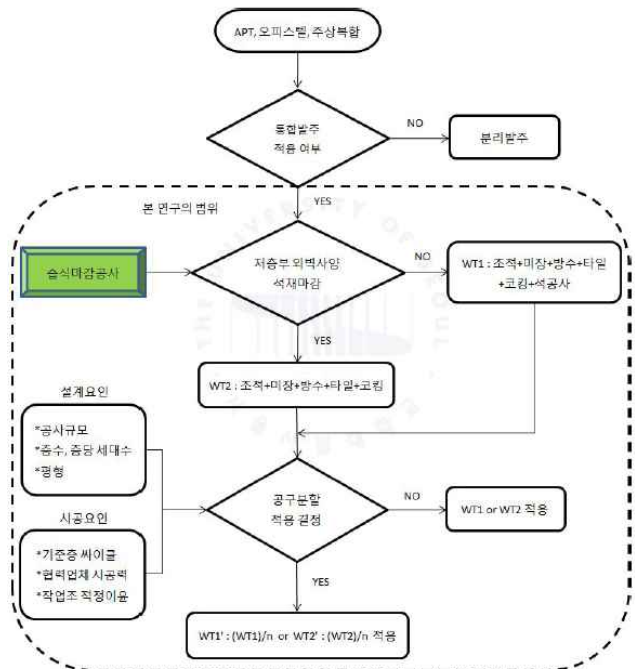 APT, 오피스텔, 주상복합
통합발주
적용 여부
NO
분리발주
YES
본 연구의 범위
습식마감공사
저층부 외벽사양
석재마감
NO
WT1 : 조적+미장+방수+타일
+코킹+석공사
YES
WT2 : 조적+미장+방수+타일+코킹
설계요인
*공사규모
*층수, 층당 세대수
*평형
공구분할
적용 결정
NO
WT1 or WT2 적용
시공요인
*기준층 싸이클
*협력업체 시공력
*작업조 적정이윤
YES
WT1' : (WT1)/n or WT2' : (WT2)/n 적용